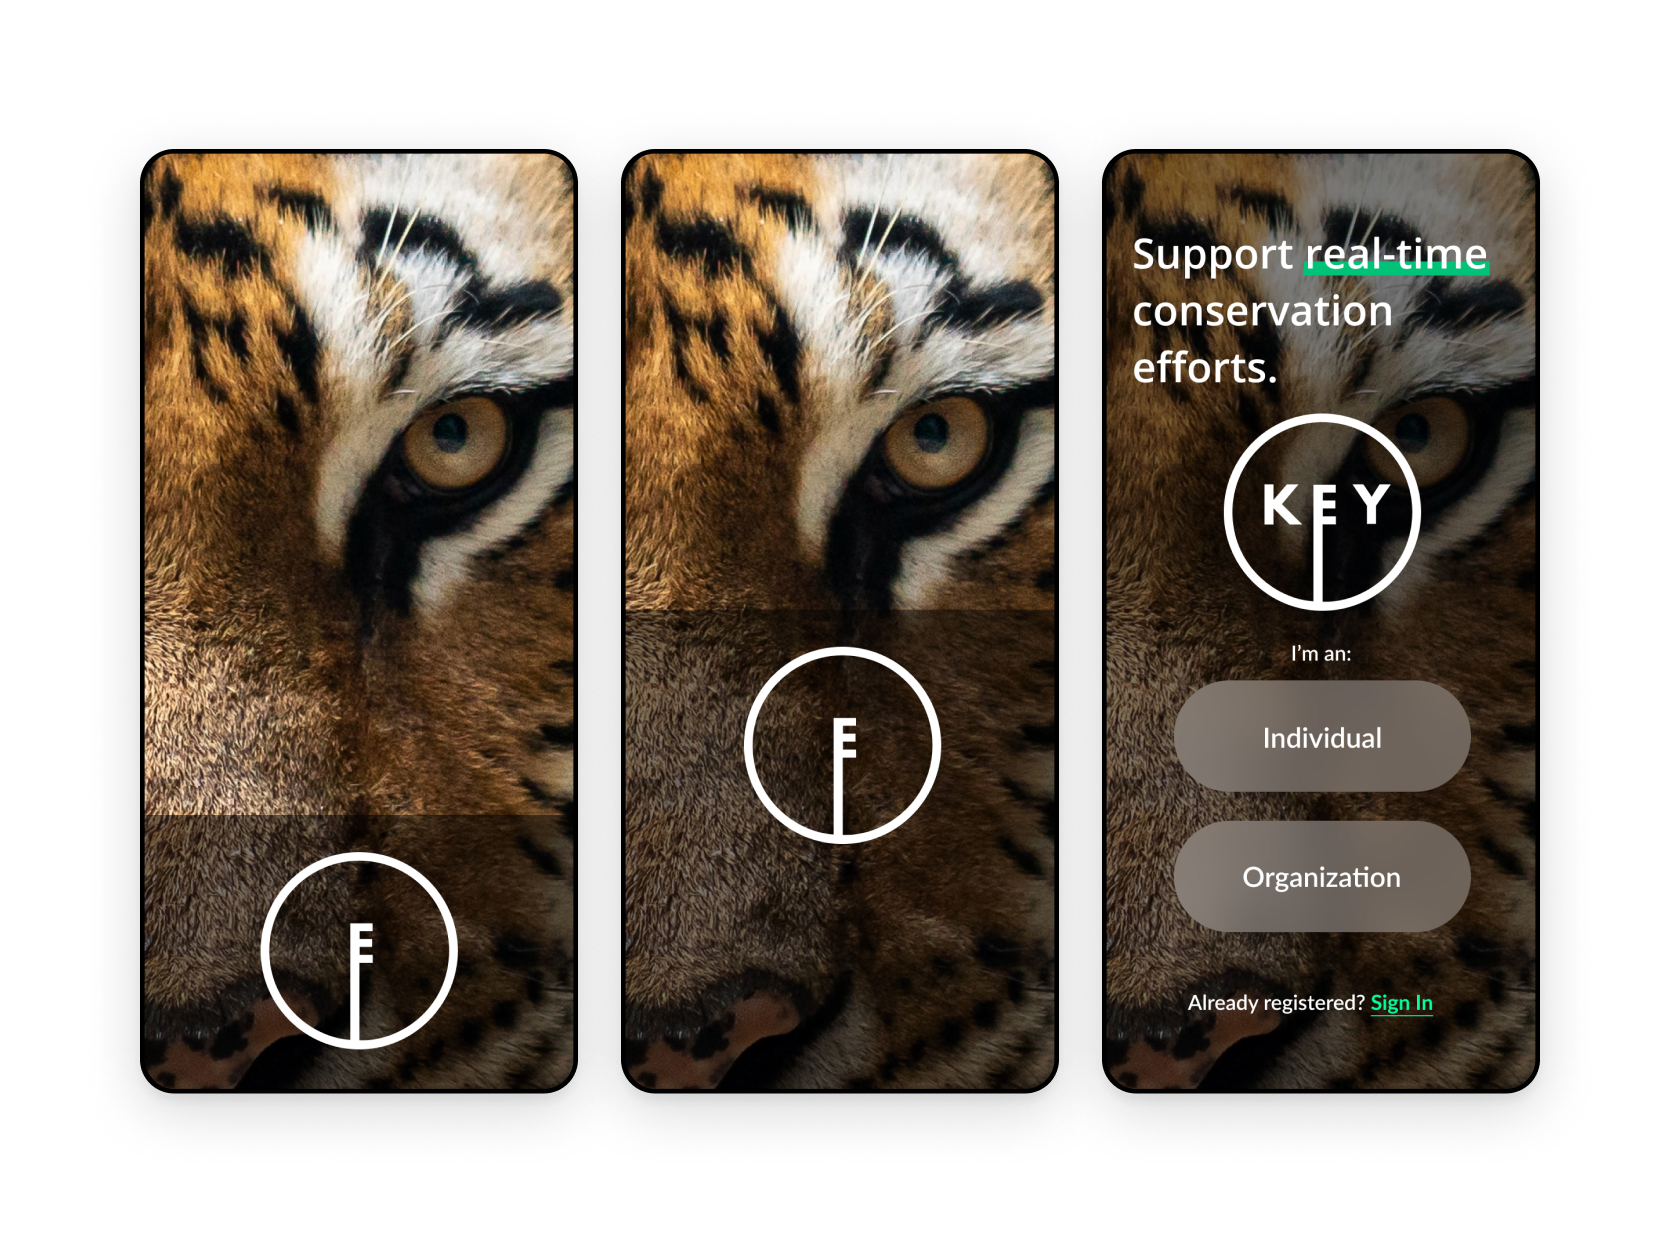 E
E
Support real-time
conservation
efforts.
KEY
I'm an:
Individual
Organization
Already registered? Sign In